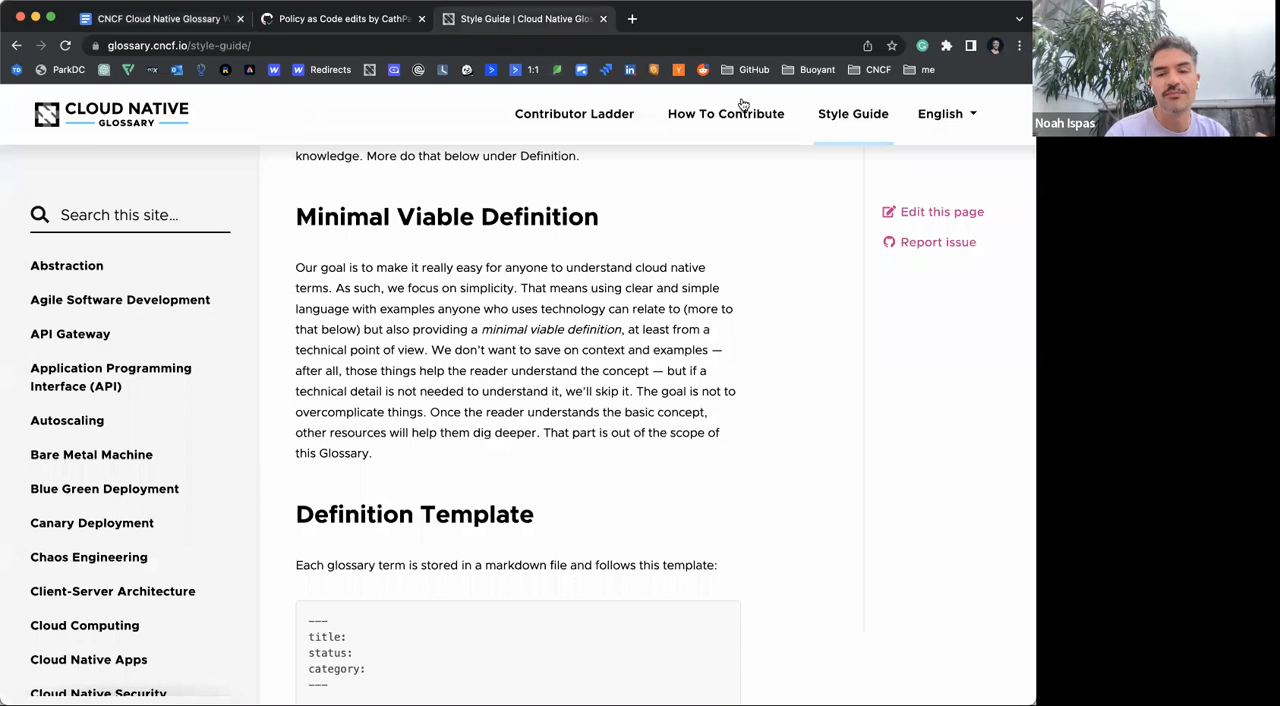 CNCF Cloud Native Glossary W
Policy as Code edits by CathPa
Style Guide | Cloud Native Glos
glossary.cncf.io/style-guide/
ParkDC
Redirects
1:1
GitHub
Buoyant
CNCF
me
CLOUD NATIVE
GLOSSARY
Contributor Ladder
How To Contribute
Style Guide
English
Noah Ispas
Search this site...
Abstraction
Agile Software Development
API Gateway
Application Programming
Interface (API)
Autoscaling
Bare Metal Machine
Blue Green Deployment
Canary Deployment
Chaos Engineering
Client-Server Architecture
Cloud Computing
Cloud Native Apps
Cloud Native Security
knowledge. More do that below under Definition.
Minimal Viable Definition
Our goal is to make it really easy for anyone to understand cloud native
terms. As such, we focus on simplicity. That means using clear and simple
language with examples anyone who uses technology can relate to (more to
that below) but also providing a minimal viable definition, at least from a
technical point of view. We don't want to save on context and examples —
after all, those things help the reader understand the concept — but if a
technical detail is not needed to understand it, we'll skip it. The goal is not to
overcomplicate things. Once the reader understands the basic concept,
other resources will help them dig deeper. That part is out of the scope of
this Glossary.
Definition Template
Each glossary term is stored in a markdown file and follows this template:
---
title:
status:
category:
---
Edit this page
Report issue